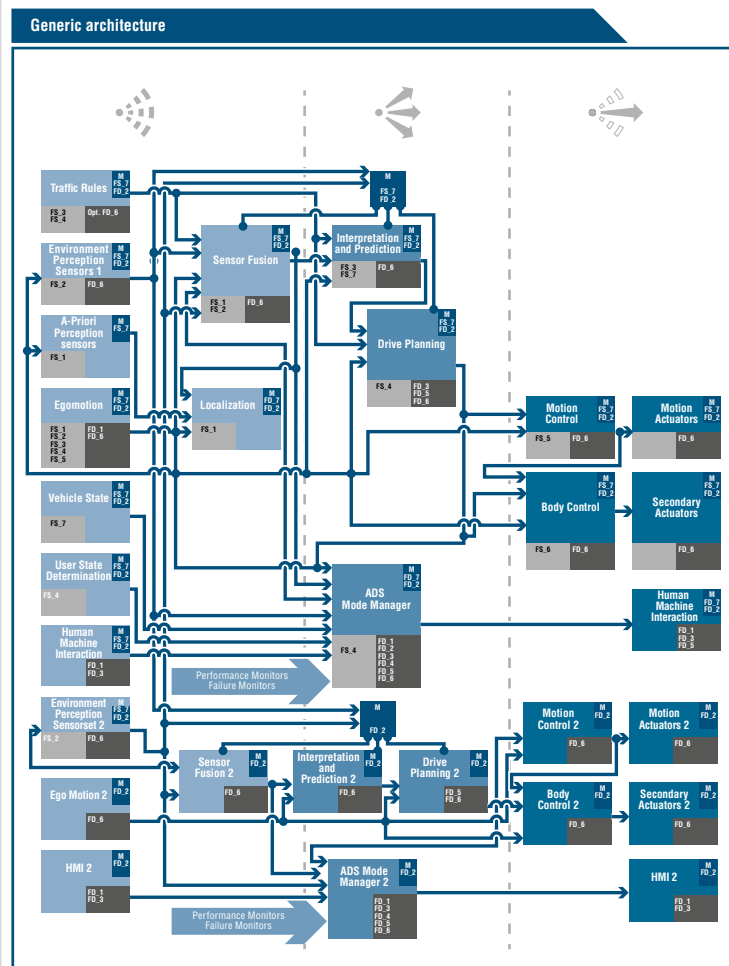 Generic architecture
M
FS_7
FD_2
Traffic Rules
FS_3
FS_4
Opt. FD_6
M
FS_7
FD_2
Environment
Perception
Sensors 1
M
FS_7
FD_2
FS_2
FD_6
A-Priori
Perception
sensors
M
FS_7
FS_1
Egomotion
M
FS_7
FD_2
FS_1
FS_2
FS_3
FS_4
FS_5
FD_1
FD_6
Vehicle State
M
FS_7
FD_2
FS_7
User State
Determination
M
FS_7
FD_2
FS_4
Human
Machine
Interaction
M
FS_7
FD_2
FD_1
FD_3
Environment
Perception
Sensorset 2
M
FS_7
FD_2
FS_2
FD_6
Ego Motion 2
M
FD_2
FD_6
HMI 2
M
FD_2
FD_1
FD_3
Sensor Fusion
M
FS_7
FD_2
FS_1
FS_2
FD_6
Localization
M
FD_7
FD_2
FS_1
Interpretation
and Prediction
M
FS_7
FD_2
FS_3
FS_7
FD_6
Drive Planning
M
FS_7
FD_2
FS_4
FD_3
FD_5
FD_6
ADS
Mode Manager
M
FD_7
FD_2
FS_4
FD_1
FD_2
FD_3
FD_4
FD_5
FD_6
Performance Monitors
Failure Monitors
Motion
Control
M
FS_7
FD_2
FS_5
FD_6
Motion
Actuators
M
FS_7
FD_2
FD_6
Body Control
M
FS_7
FD_2
FS_6
FD_6
Secondary
Actuators
FD_6
Human
Machine
Interaction
M
FD_7
FD_2
FD_1
FD_3
FD_5
M
FD_2
Sensor
Fusion 2
M
FD_2
FD_6
Interpretation
and
Prediction 2
M
FD_2
FD_6
Drive
Planning 2
M
FD_2
FD_5
FD_6
ADS Mode
Manager 2
M
FD_2
FD_1
FD_3
FD_4
FD_5
FD_6
Performance Monitors
Failure Monitors
Motion
Control 2
M
FD_2
FD_6
Motion
Actuators 2
M
FD_2
FD_6
Body
Control 2
M
FD_2
FD_6
Secondary
Actuators 2
M
FD_2
FD_6
HMI 2
M
FD_2
FD_1
FD_3